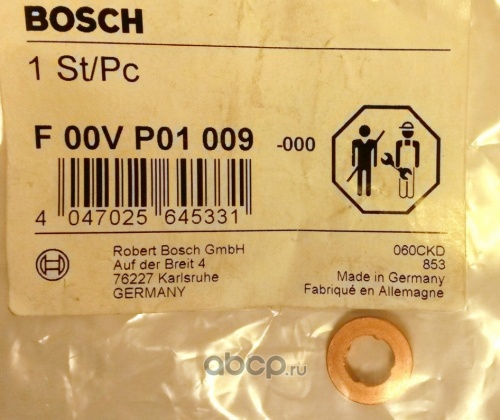 BOSCH
1 St/Pc
F 00V P01 009 -000
4 047025 645331
Robert Bosch GmbH
Auf der Breit 4
76227 Karlsruhe
GERMANY
060CKD
853
Made in Germany
Fabriqué en Allemagne
abcp.ru